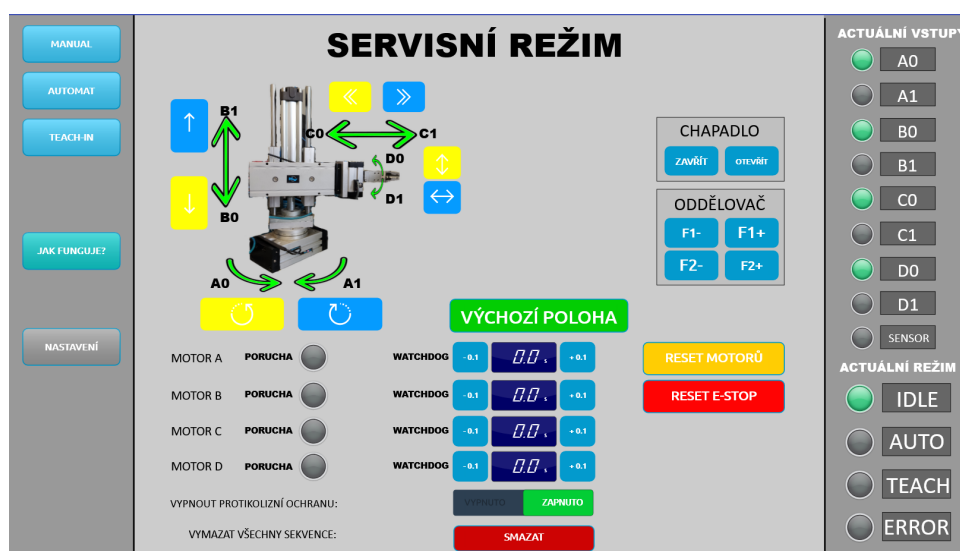 MANUAL
AUTOMAT
TEACH-IN
JAK FUNGUJE?
NASTAVENÍ
SERVISNÍ REŽIM
B1
C0
C1
D0
D1
B0
A0
A1
CHAPADLO
ZAVŘÍT
OTEVŘÍT
ODDĚLOVAČ
F1-
F1+
F2-
F2+
VÝCHOZÍ POLOHA
MOTOR A PORUCHA WATCHDOG - 0.1 0.0 s + 0.1
RESET MOTORŮ
MOTOR B PORUCHA WATCHDOG - 0.1 0.0 s + 0.1
RESET E-STOP
MOTOR C PORUCHA WATCHDOG - 0.1 0.0 s + 0.1
MOTOR D PORUCHA WATCHDOG - 0.1 0.0 s + 0.1
VYPNOUT PROTIKOLIZNÍ OCHRANU: VYPNUTO ZAPNUTO
VYMAZAT VŠECHNY SEKVENCE: SMAZAT
ACTUÁLNÍ VSTUPY
A0
A1
B0
B1
C0
C1
D0
D1
SENSOR
ACTUÁLNÍ REŽIM
IDLE
AUTO
TEACH
ERROR